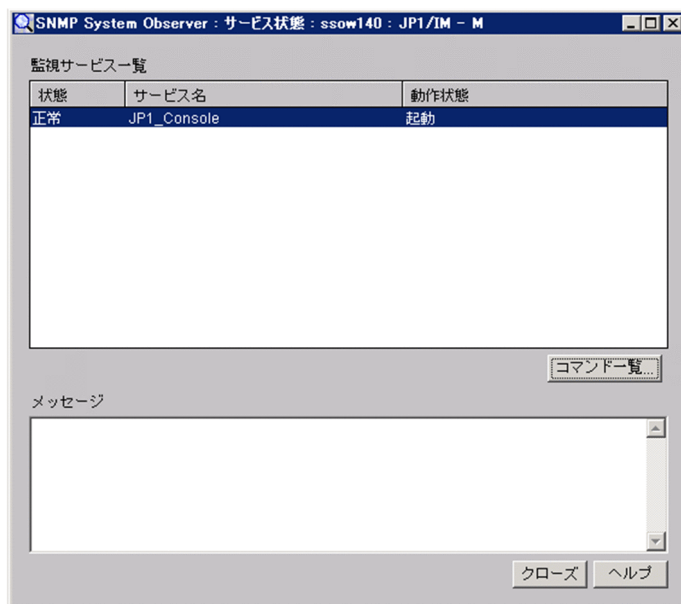 SNMP System Observer : サービス状態 : ssow140 : JP1/IM - M
監視サービス一覧
状態 サービス名 動作状態
正常 JP1_Console 起動
コマンド一覧...
メッセージ
クローズ ヘルプ